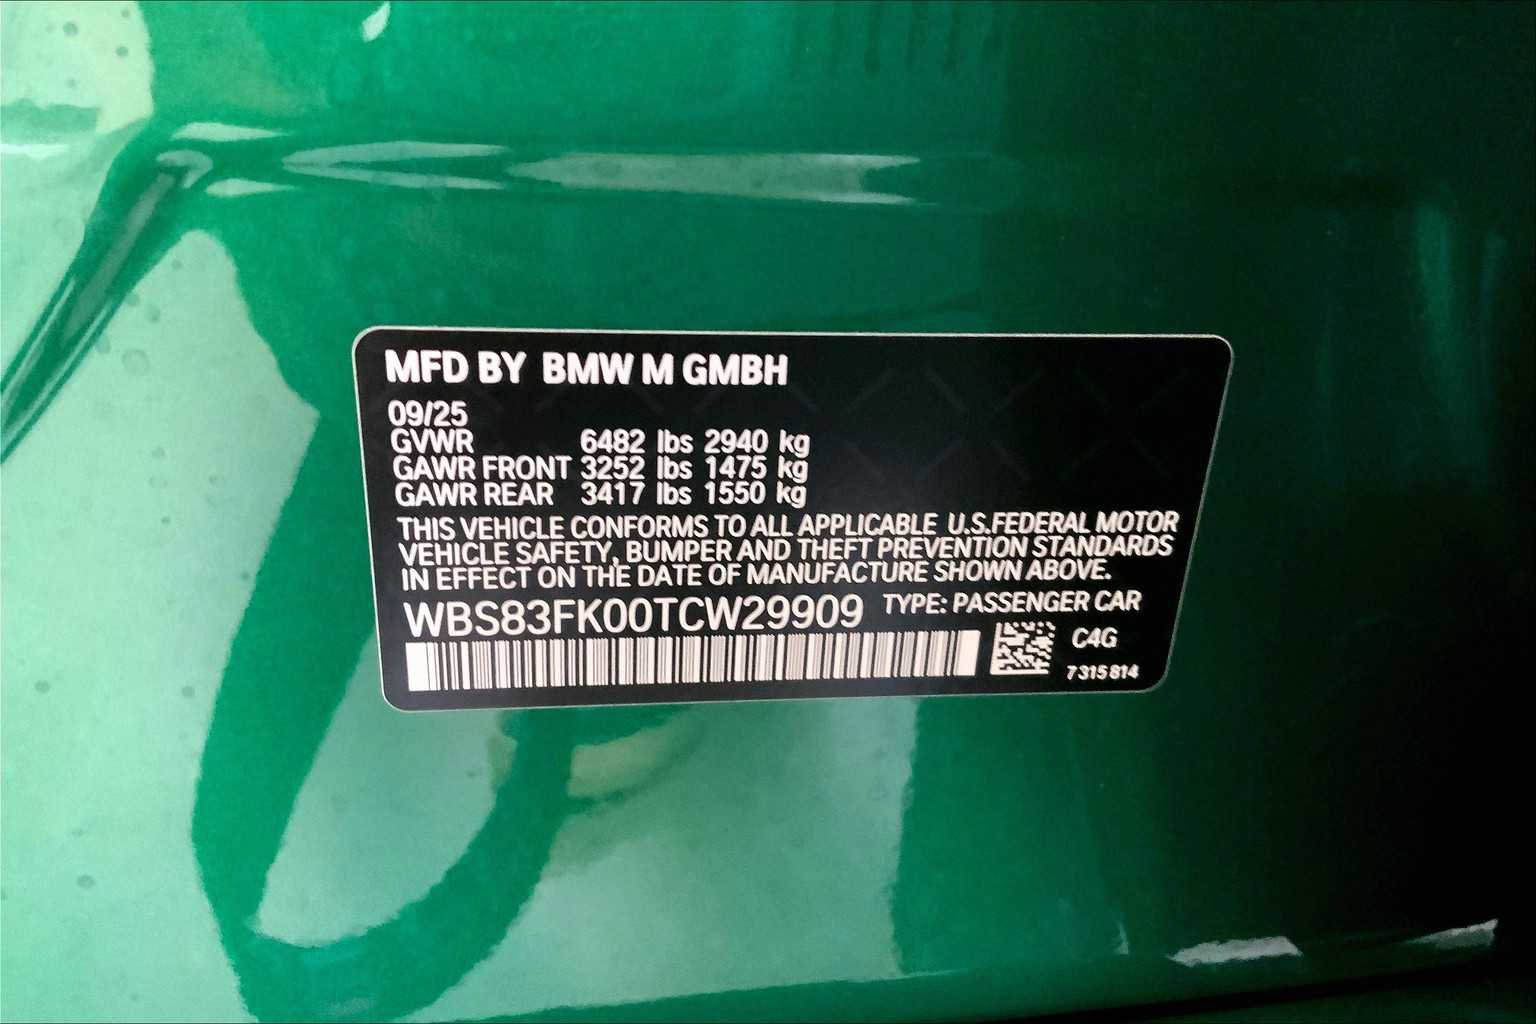 MFD BY BMW M GMBH
09/25
GVWR 6482 lbs 2940 kg
GAWR FRONT 3252 lbs 1475 kg
GAWR REAR 3417 lbs 1550 kg
THIS VEHICLE CONFORMS TO ALL APPLICABLE U.S.FEDERAL MOTOR
VEHICLE SAFETY, BUMPER AND THEFT PREVENTION STANDARDS
IN EFFECT ON THE DATE OF MANUFACTURE SHOWN ABOVE.
WBS83FK00TCW29909 TYPE: PASSENGER CAR
C4G
7315814